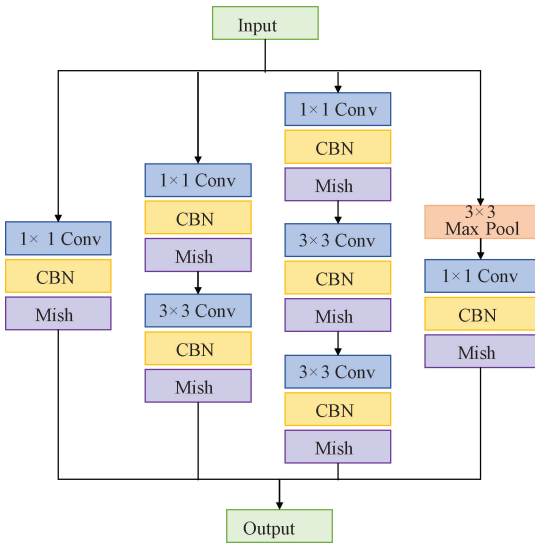 Input
1× 1 Conv
CBN
Mish
1×1 Conv
CBN
Mish
3×3 Conv
CBN
Mish
1×1 Conv
CBN
Mish
3×3 Conv
CBN
Mish
3×3 Conv
CBN
Mish
3×3
Max Pool
1×1 Conv
CBN
Mish
Output